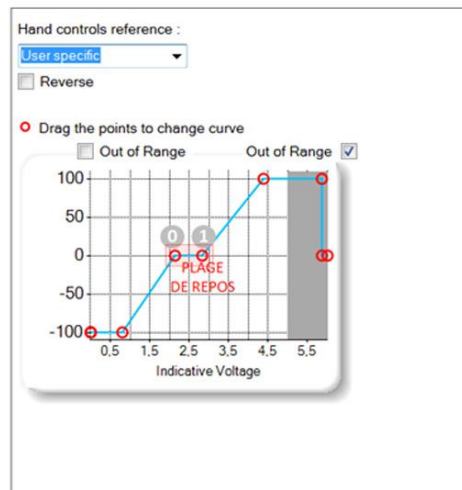 Hand controls reference :
User specific
Reverse
Drag the points to change curve
Out of Range Out of Range
100
50
0 1
0
PLAGE
DE REPOS
-50
-100
0,5 1,5 2,5 3,5 4,5 5,5
Indicative Voltage